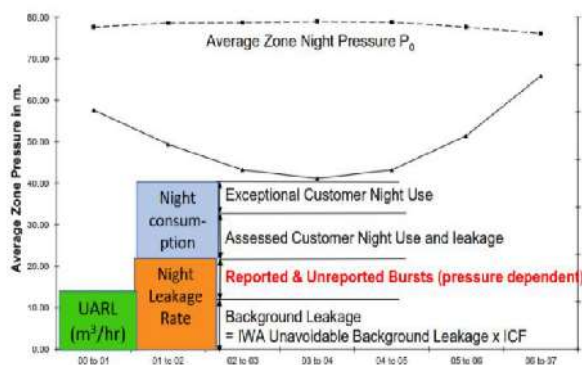 80.00
70.00
60.00
50.00
40.00
30.00
20.00
10.00
0.00
Average Zone Pressure in m.
Average Zone Night Pressure P0
Night
consum-
ption
Night
Leakage
Rate
UARL
(m³/hr)
Exceptional Customer Night Use
Assessed Customer Night Use and leakage
Reported & Unreported Bursts (pressure dependent)
Background Leakage
= IWA Unavoidable Background Leakage x ICF
00 to 01
01 to 02
02 to 03
03 to 04
04 to 05
05 to 06
06 to 07